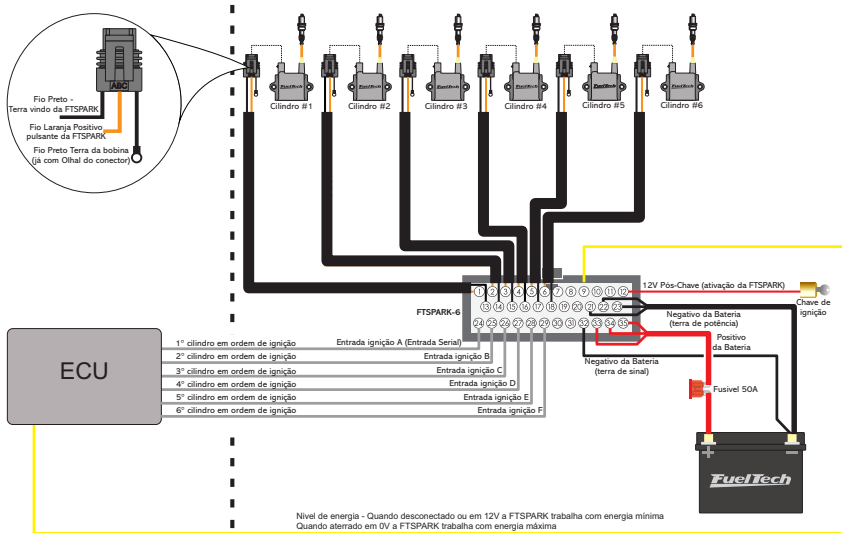 ABC
Fio Preto -
Terra vindo da FTSPARK
Fio Laranja Positivo
pulsante da FTSPARK
Fio Preto Terra da bobina
(já com Olhal do conector)
FuelTech FuelTech FuelTech FuelTech FuelTech FuelTech
Cilindro #1 Cilindro #2 Cilindro #3 Cilindro #4 Cilindro #5 Cilindro #6
FTSPARK-6
1 2 3 4 5 6 7 8 9 10 11 12
13 14 15 16 17 18 19 20 21 22 23
24 25 26 27 28 29 30 31 32 33 34 35
12V Pós-Chave (ativação da FTSPARK)
Chave de
ignição
Negativo da Bateria
(terra de potência)
Positivo
da Bateria
Negativo da Bateria
(terra de sinal)
Fusivel 50A
ECU
1° cilindro em ordem de ignição Entrada ignição A (Entrada Serial)
2° cilindro em ordem de ignição Entrada ignição B
3° cilindro em ordem de ignição Entrada ignição C
4° cilindro em ordem de ignição Entrada ignição D
5° cilindro em ordem de ignição Entrada ignição E
6° cilindro em ordem de ignição Entrada ignição F
+ −
FuelTech
Nivel de energia - Quando desconectado ou em 12V a FTSPARK trabalha com energia mínima
Quando aterrado em 0V a FTSPARK trabalha com energia máxima